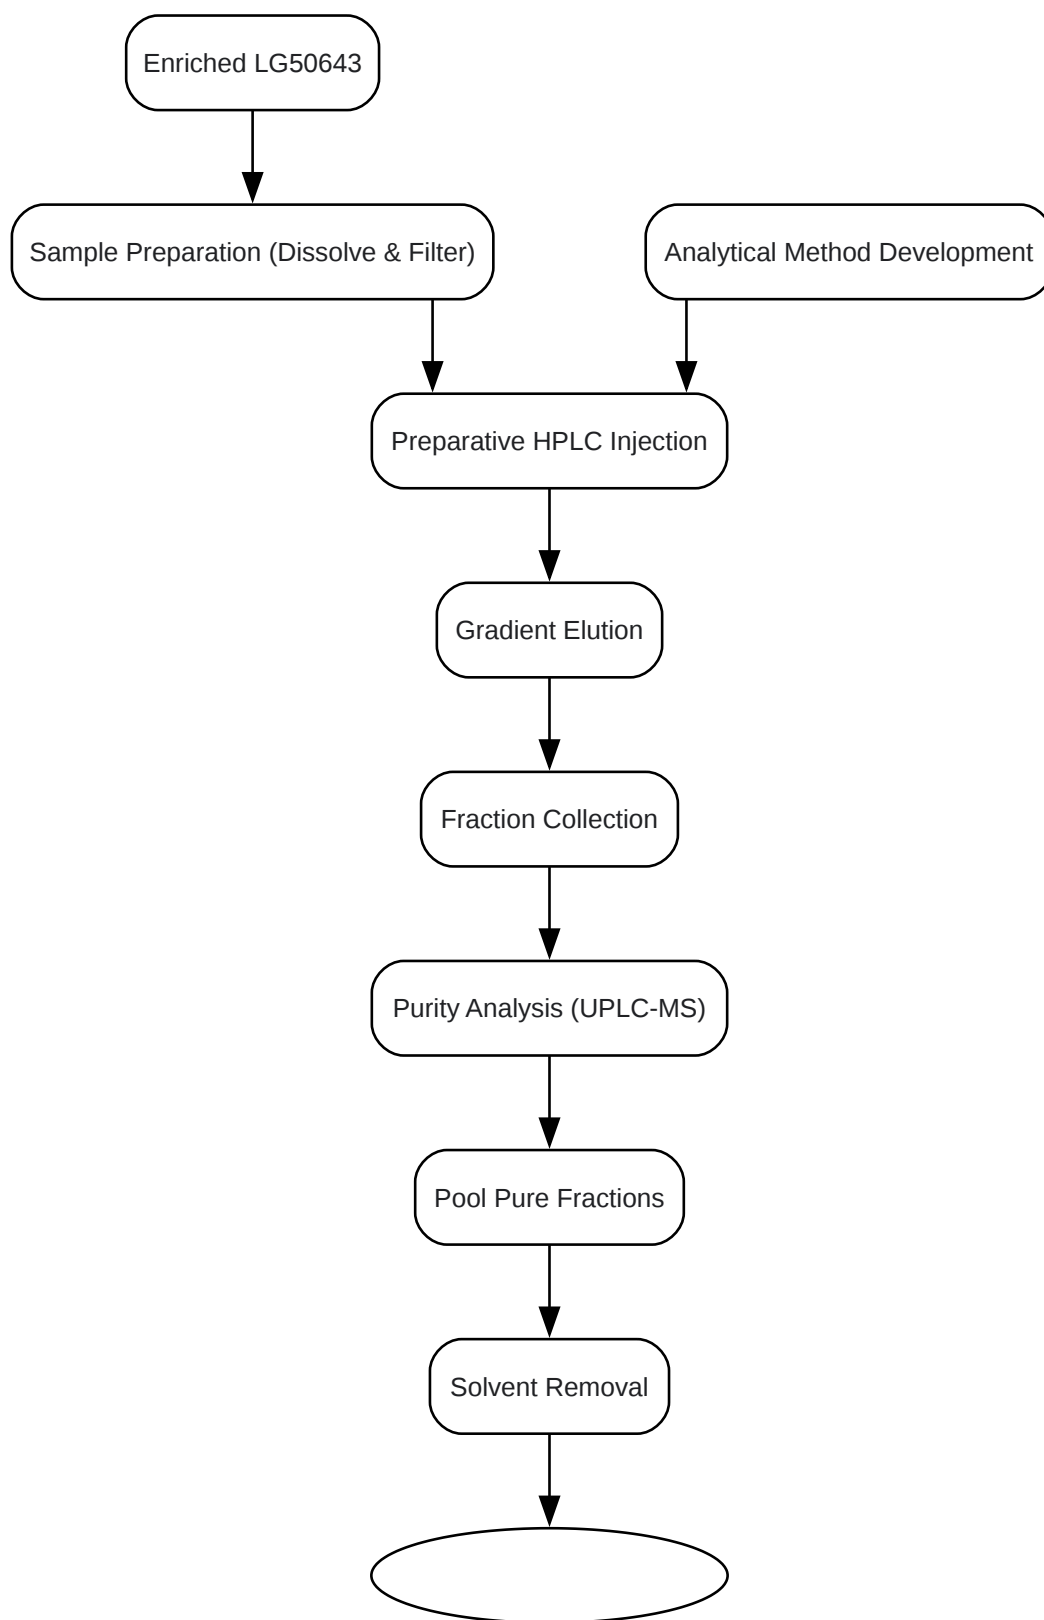 Enriched LG50643
Sample Preparation (Dissolve & Filter)
Analytical Method Development
Preparative HPLC Injection
Gradient Elution
Fraction Collection
Purity Analysis (UPLC-MS)
Pool Pure Fractions
Solvent Removal